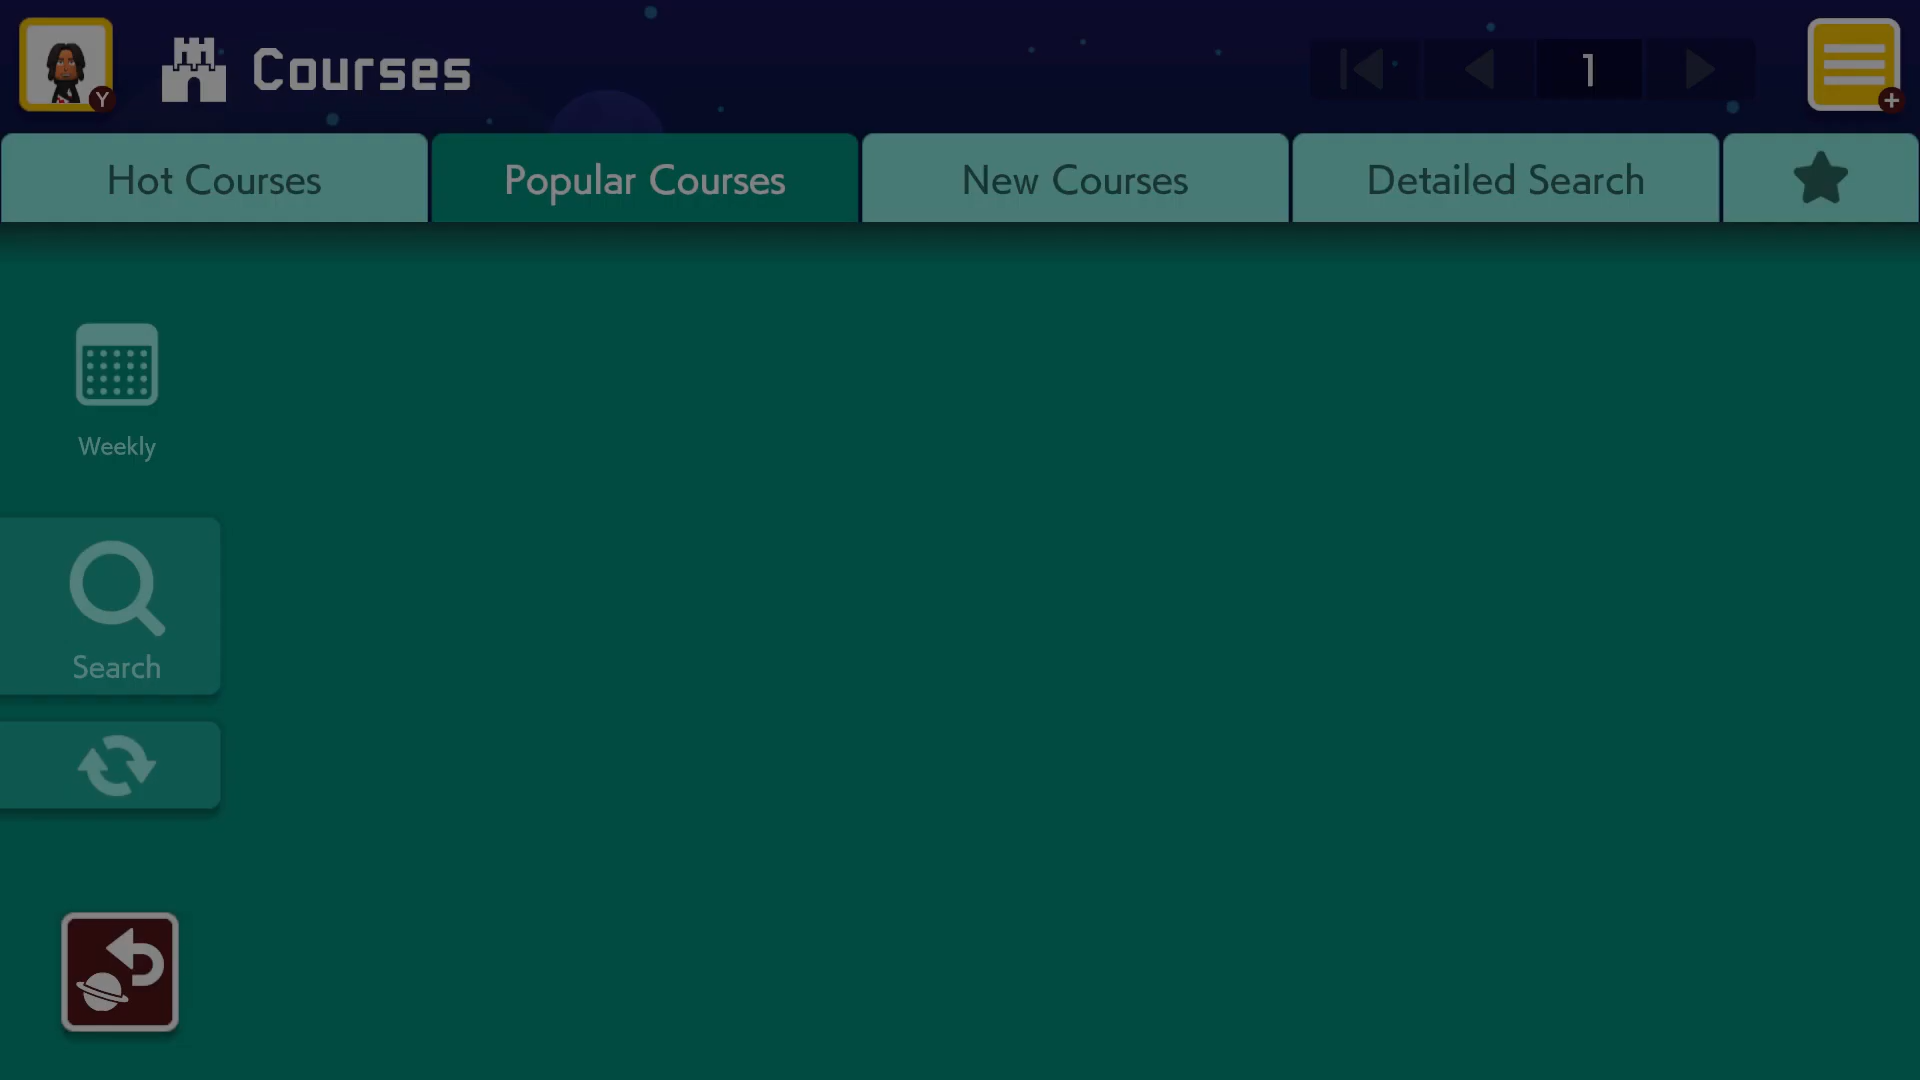 Courses
1
Y
+
Hot Courses
Popular Courses
New Courses
Detailed Search
Weekly
Search